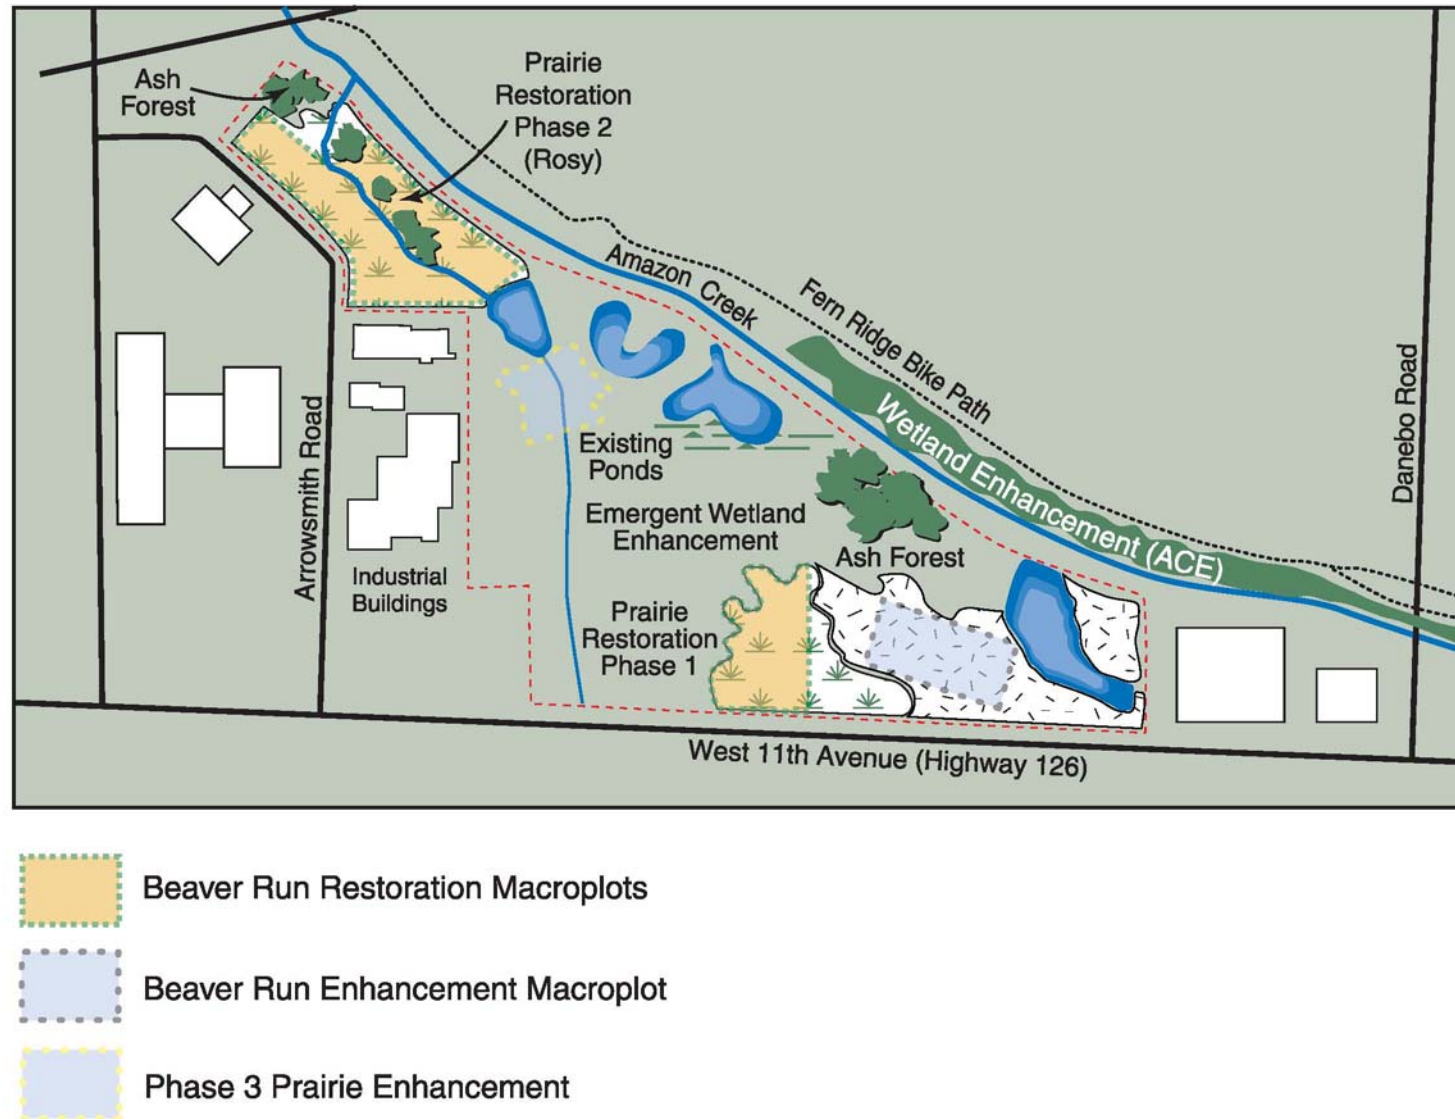 Ash
Forest
Prairie
Restoration
Phase 2
(Rosy)
Amazon Creek
Fern Ridge Bike Path
Wetland Enhancement (ACE)
Danebo Road
Arrowsmith Road
Existing
Ponds
Emergent Wetland
Enhancement
Ash Forest
Industrial
Buildings
Prairie
Restoration
Phase 1
West 11th Avenue (Highway 126)
Beaver Run Restoration Macroplots
Beaver Run Enhancement Macroplot
Phase 3 Prairie Enhancement